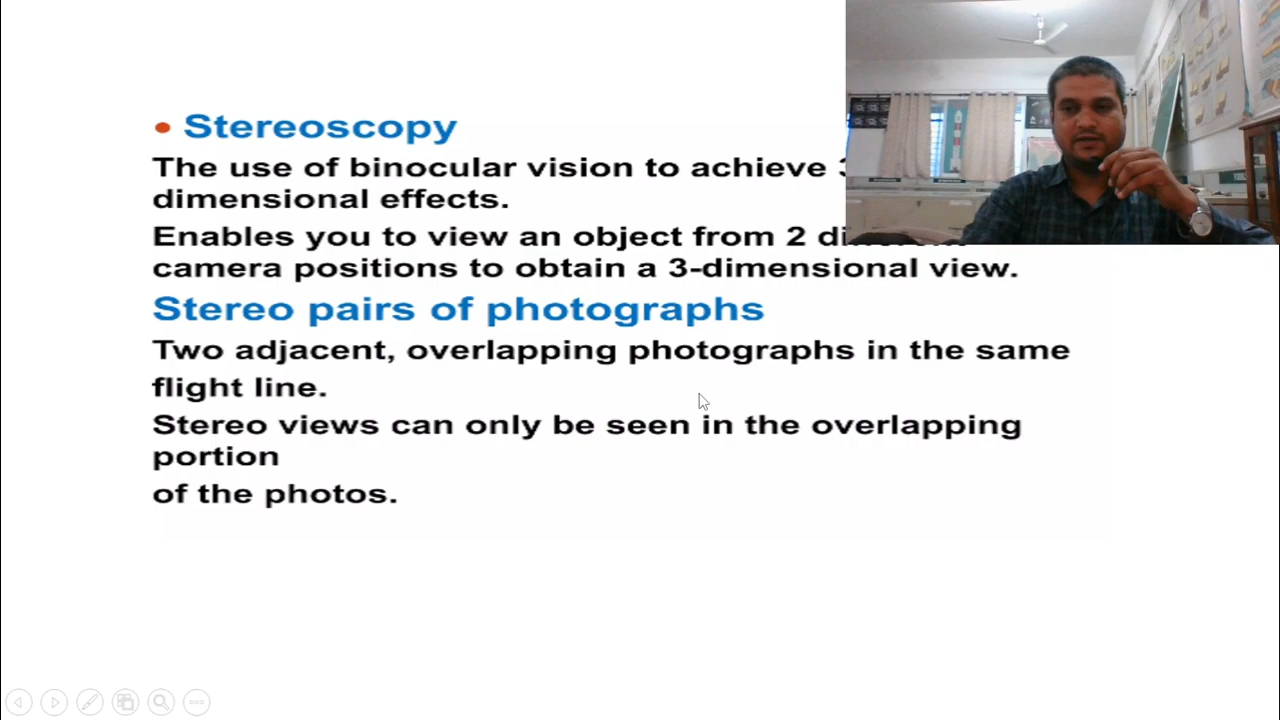 • Stereoscopy
The use of binocular vision to achieve
dimensional effects.
Enables you to view an object from 2
camera positions to obtain a 3-dimensional view.
Stereo pairs of photographs
Two adjacent, overlapping photographs in the same
flight line.
Stereo views can only be seen in the overlapping
portion
of the photos.